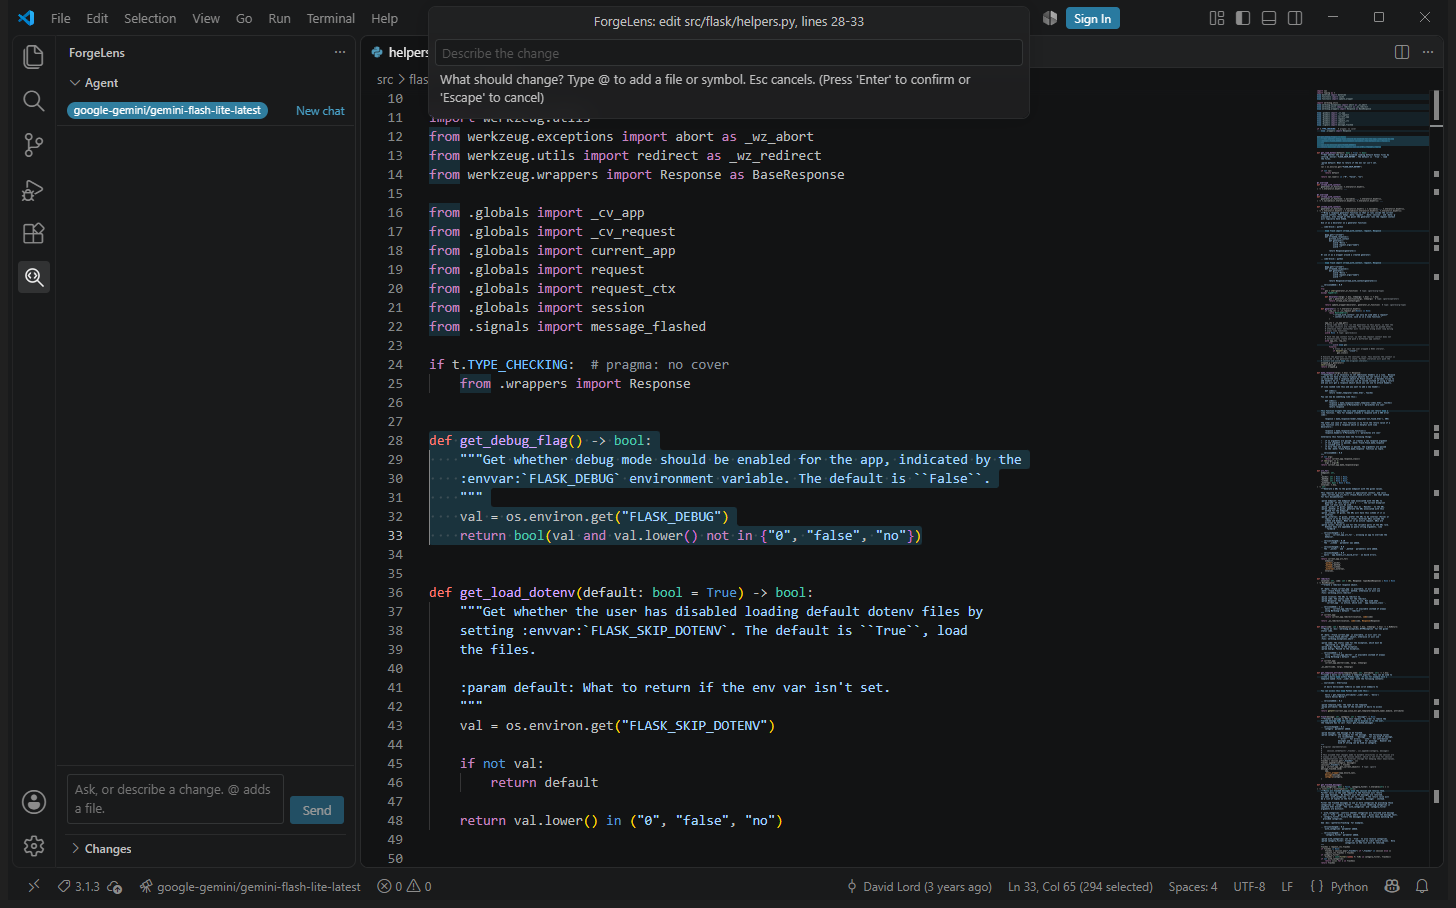 File Edit Selection View Go Run Terminal Help
Sign In
ForgeLens: edit src/flask/helpers.py, lines 28-33
Describe the change
What should change? Type @ to add a file or symbol. Esc cancels. (Press 'Enter' to confirm or
'Escape' to cancel)
ForgeLens
Agent
google-gemini/gemini-flash-lite-latest
New chat
Ask, or describe a change. @ adds
a file.
Send
Changes
helpers
src > flas
10
11 import werkzeug.utils
12 from werkzeug.exceptions import abort as _wz_abort
13 from werkzeug.utils import redirect as _wz_redirect
14 from werkzeug.wrappers import Response as BaseResponse
15
16 from .globals import _cv_app
17 from .globals import _cv_request
18 from .globals import current_app
19 from .globals import request
20 from .globals import request_ctx
21 from .globals import session
22 from .signals import message_flashed
23
24 if t.TYPE_CHECKING:  # pragma: no cover
25     from .wrappers import Response
26
27
28 def get_debug_flag() -> bool:
29     """Get whether debug mode should be enabled for the app, indicated by the
30     :envvar:`FLASK_DEBUG` environment variable. The default is ``False``.
31     """
32     val = os.environ.get("FLASK_DEBUG")
33     return bool(val and val.lower() not in {"0", "false", "no"})
34
35
36 def get_load_dotenv(default: bool = True) -> bool:
37     """Get whether the user has disabled loading default dotenv files by
38     setting :envvar:`FLASK_SKIP_DOTENV`. The default is ``True``, load
39     the files.
40
41     :param default: What to return if the env var isn't set.
42     """
43     val = os.environ.get("FLASK_SKIP_DOTENV")
44
45     if not val:
46         return default
47
48     return val.lower() in ("0", "false", "no")
49
50
3.1.3
google-gemini/gemini-flash-lite-latest
0 0
David Lord (3 years ago)
Ln 33, Col 65 (294 selected)
Spaces: 4
UTF-8
LF
{ } Python